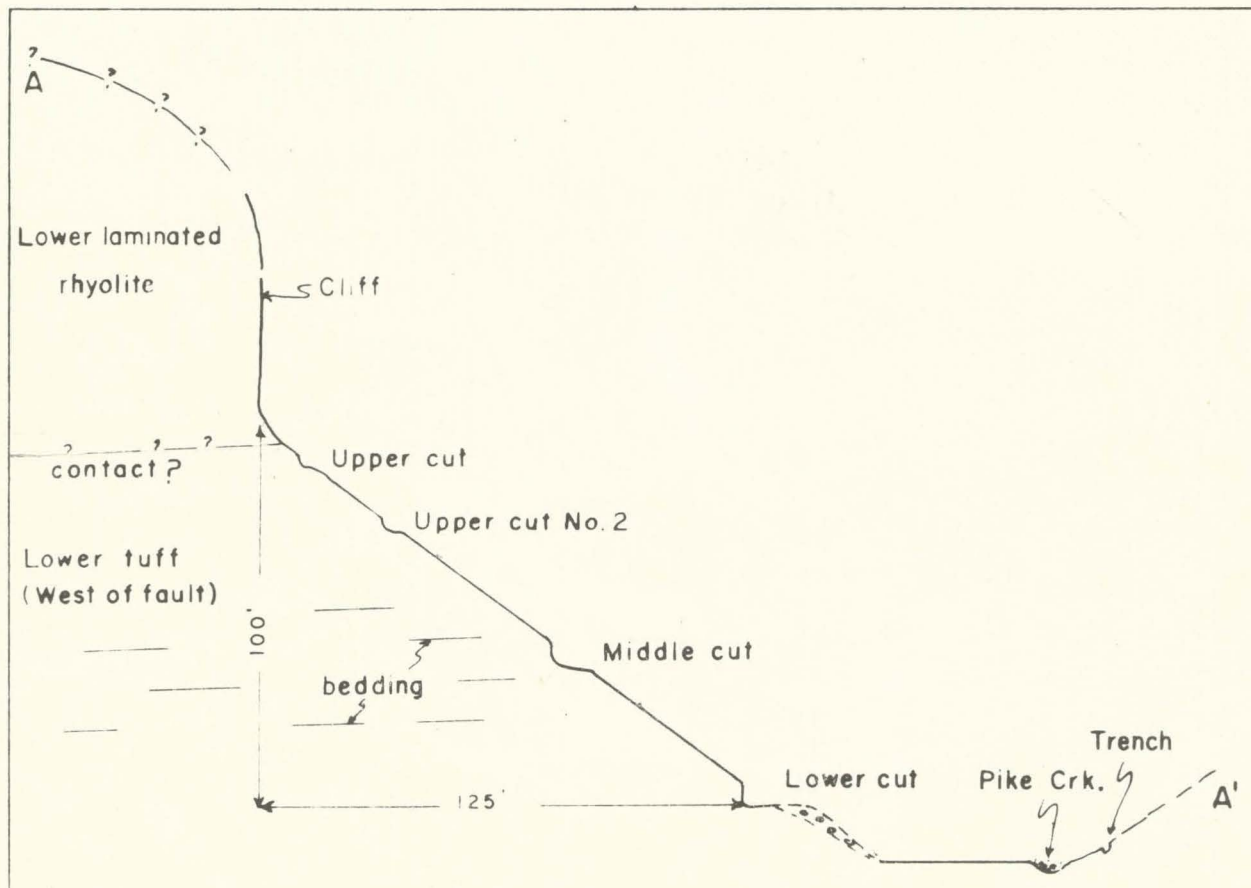 ? ? ? ? ?
A
Lower laminated
rhyolite
Cliff
? ? ?
contact?
Upper cut
Upper cut No. 2
Lower tuff
(West of fault)
100'
Middle cut
bedding
Trench
Lower cut
Pike Crk.
A'
125'